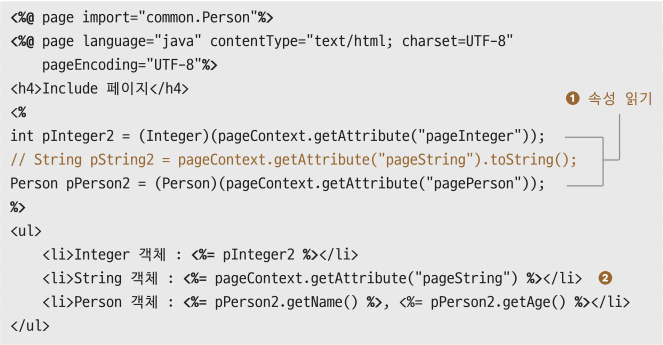 <%@ page import="common.Person"%>
<%@ page language="java" contentType="text/html; charset=UTF-8"
    pageEncoding="UTF-8"%>
<h4>Include 페이지</h4>
<%
❶ 속성 읽기
int pInteger2 = (Integer)(pageContext.getAttribute("pageInteger"));
// String pString2 = pageContext.getAttribute("pageString").toString();
Person pPerson2 = (Person)(pageContext.getAttribute("pagePerson"));
%>
<ul>
    <li>Integer 객체 : <%= pInteger2 %></li>
    <li>String 객체 : <%= pageContext.getAttribute("pageString") %></li> ❷
    <li>Person 객체 : <%= pPerson2.getName() %>, <%= pPerson2.getAge() %></li>
</ul>